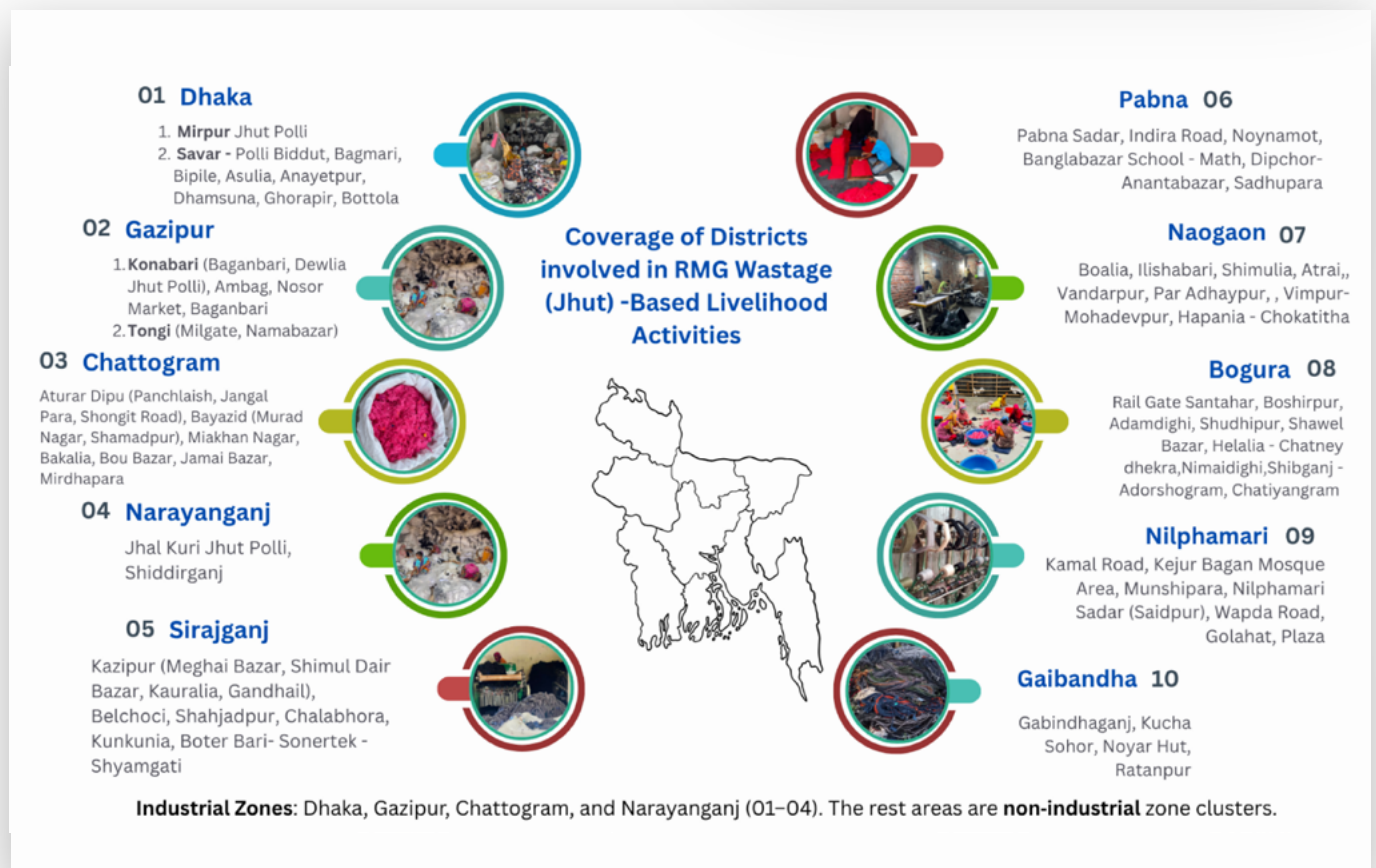 01 Dhaka
1. Mirpur Jhut Polli
2. Savar - Polli Biddut, Bagmari,
Bipile, Asulia, Anayetpur,
Dhamsuna, Ghorapir, Bottola
02 Gazipur
1. Konabari (Baganbari, Dewlia
Jhut Polli), Ambag, Nosor
Market, Baganbari
2. Tongi (Milgate, Namabazar)
03 Chattogram
Aturar Dipu (Panchlaish, Jangal
Para, Shongit Road), Bayazid (Murad
Nagar, Shamadpur), Miakhan Nagar,
Bakalia, Bou Bazar, Jamai Bazar,
Mirdhapara
04 Narayanganj
Jhal Kuri Jhut Polli,
Shiddirganj
05 Sirajganj
Kazipur (Meghai Bazar, Shimul Dair
Bazar, Kauralia, Gandhail),
Belchoci, Shahjadpur, Chalabhora,
Kunkunia, Boter Bari- Sonertek -
Shyamgati
Coverage of Districts
involved in RMG Wastage
(Jhut) -Based Livelihood
Activities
Pabna 06
Pabna Sadar, Indira Road, Noynamot,
Banglabazar School - Math, Dipchor-
Anantabazar, Sadhupara
Naogaon 07
Boalia, Ilishabari, Shimulia, Atrai,,
Vandarpur, Par Adhaypur, , Vimpur-
Mohadevpur, Hapania - Chokatitha
Bogura 08
Rail Gate Santahar, Boshirpur,
Adamdighi, Shudhipur, Shawel
Bazar, Helalia - Chatney
dhekra,Nimaidighi,Shibganj -
Adorshogram, Chatiyangram
Nilphamari 09
Kamal Road, Kejur Bagan Mosque
Area, Munshipara, Nilphamari
Sadar (Saidpur), Wapda Road,
Golahat, Plaza
Gaibandha 10
Gabindhaganj, Kucha
Sohor, Noyar Hut,
Ratanpur
Industrial Zones: Dhaka, Gazipur, Chattogram, and Narayanganj (01–04). The rest areas are non-industrial zone clusters.